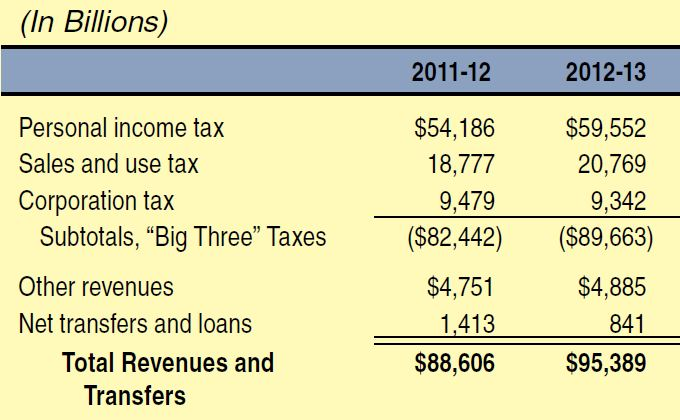 (In Billions)
2011-12 2012-13
Personal income tax $54,186 $59,552
Sales and use tax 18,777 20,769
Corporation tax 9,479 9,342
Subtotals, “Big Three” Taxes ($82,442) ($89,663)
Other revenues $4,751 $4,885
Net transfers and loans 1,413 841
Total Revenues and $88,606 $95,389
Transfers